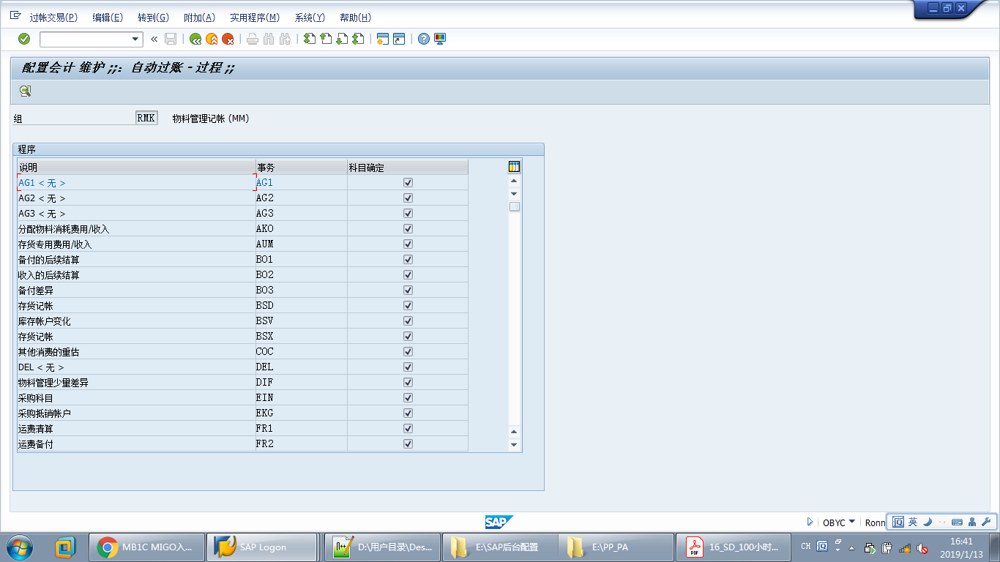 过帐交易(P) 编辑(E) 转到(G) 附加(A) 实用程序(M) 系统(Y) 帮助(H)
配置会计 维护 ;;: 自动过账 - 过程 ;;
组 RMK 物料管理记帐 (MM)
程序
说明 事务 科目确定
AG1 < 无 > AG1
AG2 < 无 > AG2
AG3 < 无 > AG3
分配物料消耗费用/收入 AKO
存货专用费用/收入 AUM
备付的后续结算 BO1
收入的后续结算 BO2
备付差异 BO3
存货记帐 BSD
库存帐户变化 BSV
存货记帐 BSX
其他消费的重估 COC
DEL < 无 > DEL
物料管理少量差异 DIF
采购科目 EIN
采购抵销帐户 EKG
运费清算 FR1
运费备付 FR2
SAP OBYC Ronn 英
MB1C MIGO入... SAP Logon D:\用户目录\Des... E:\SAP后台配置 E:\PP_PA 16_SD_100小时... CH 16:41
2019/1/13